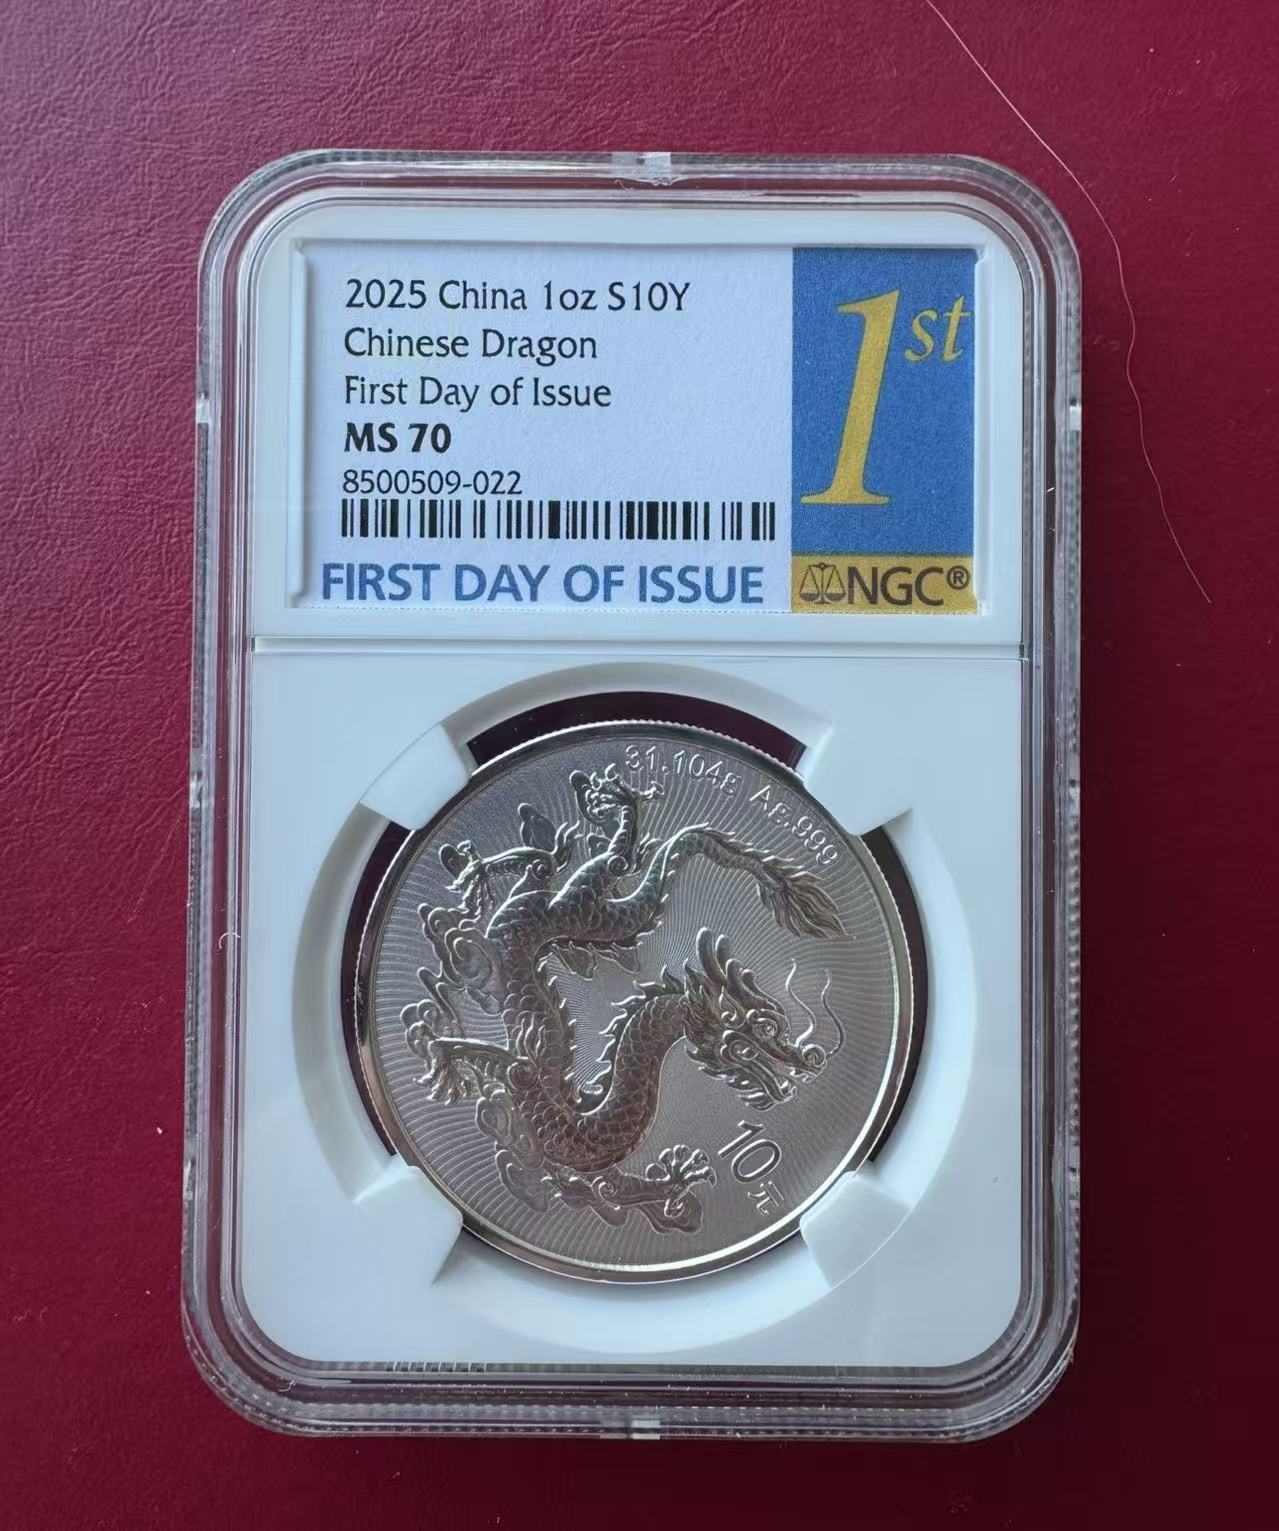 2025 China 1oz S10Y
Chinese Dragon
First Day of Issue
MS 70
8500509-022
FIRST DAY OF ISSUE
1st
NGC®
31.104g Ag.999
10元